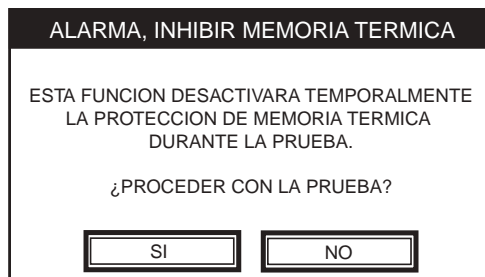 ALARMA, INHIBIR MEMORIA TERMICA
ESTA FUNCION DESACTIVARA TEMPORALMENTE
LA PROTECCION DE MEMORIA TERMICA
DURANTE LA PRUEBA.
¿PROCEDER CON LA PRUEBA?
SI
NO